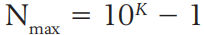 N_max = 10^K − 1